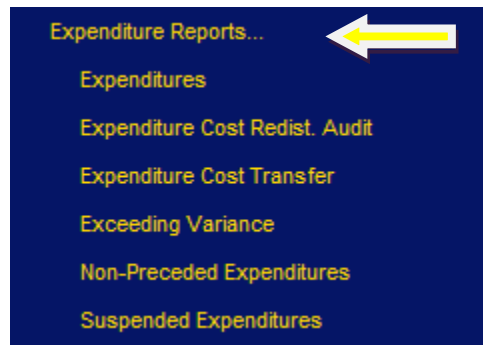 Expenditure Reports...
Expenditures
Expenditure Cost Redist. Audit
Expenditure Cost Transfer
Exceeding Variance
Non-Preceded Expenditures
Suspended Expenditures